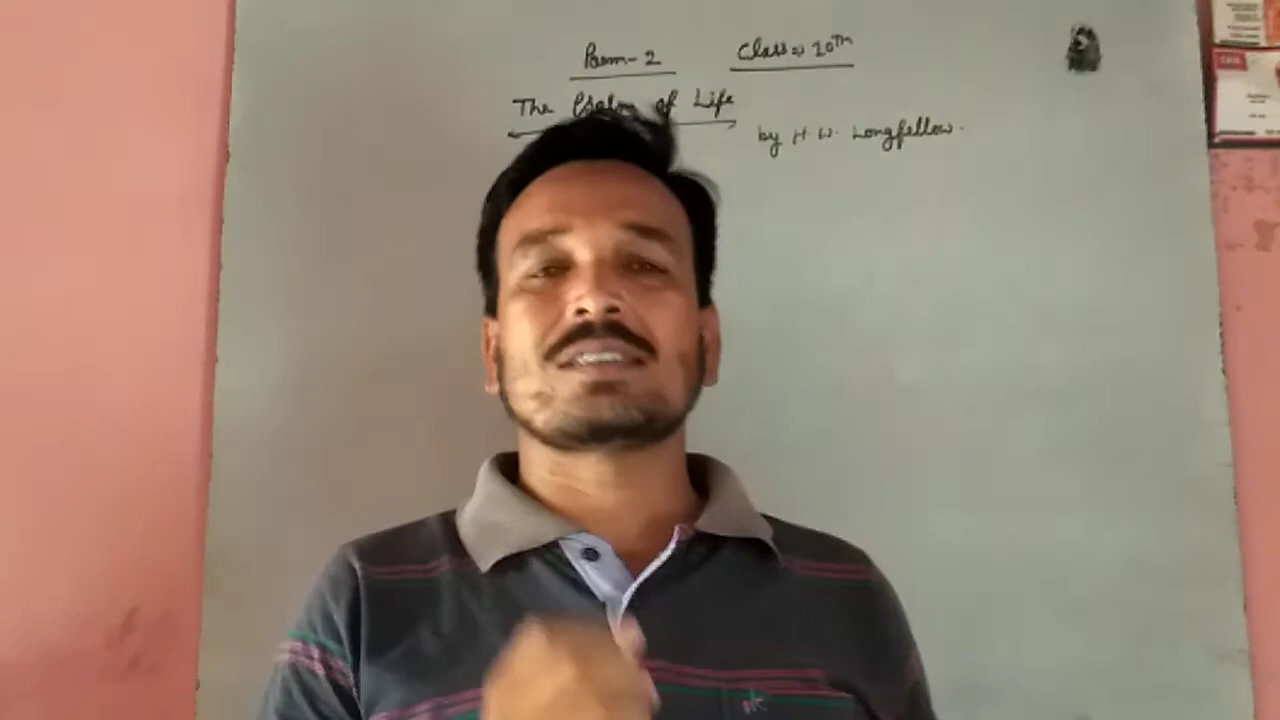 Poem-2 Class 10th
The Psalm of Life
by H.W. Longfellow.